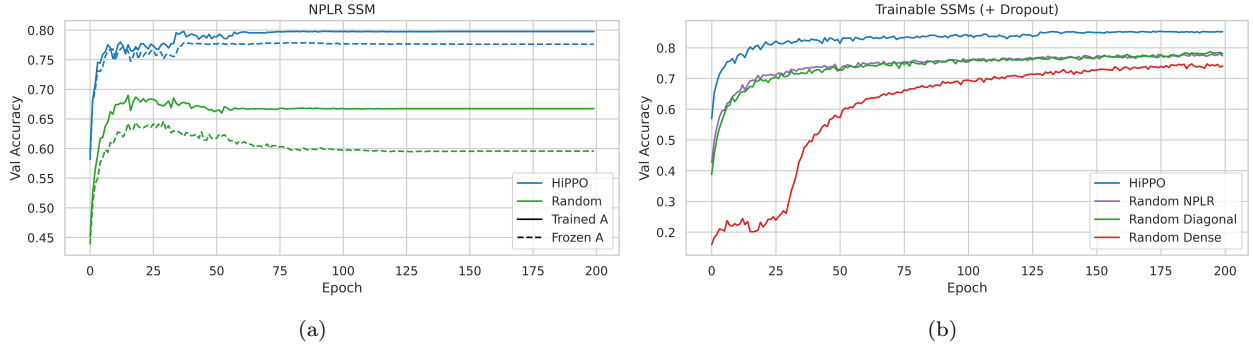 NPLR SSM
0.80
0.75
0.70
0.65
0.60
0.55
0.50
0.45
Val Accuracy
HiPPO
Random
Trained A
Frozen A
0 25 50 75 100 125 150 175 200
Epoch
(a)
Trainable SSMs (+ Dropout)
0.8
0.7
0.6
0.5
0.4
0.3
0.2
Val Accuracy
HiPPO
Random NPLR
Random Diagonal
Random Dense
0 25 50 75 100 125 150 175 200
Epoch
(b)